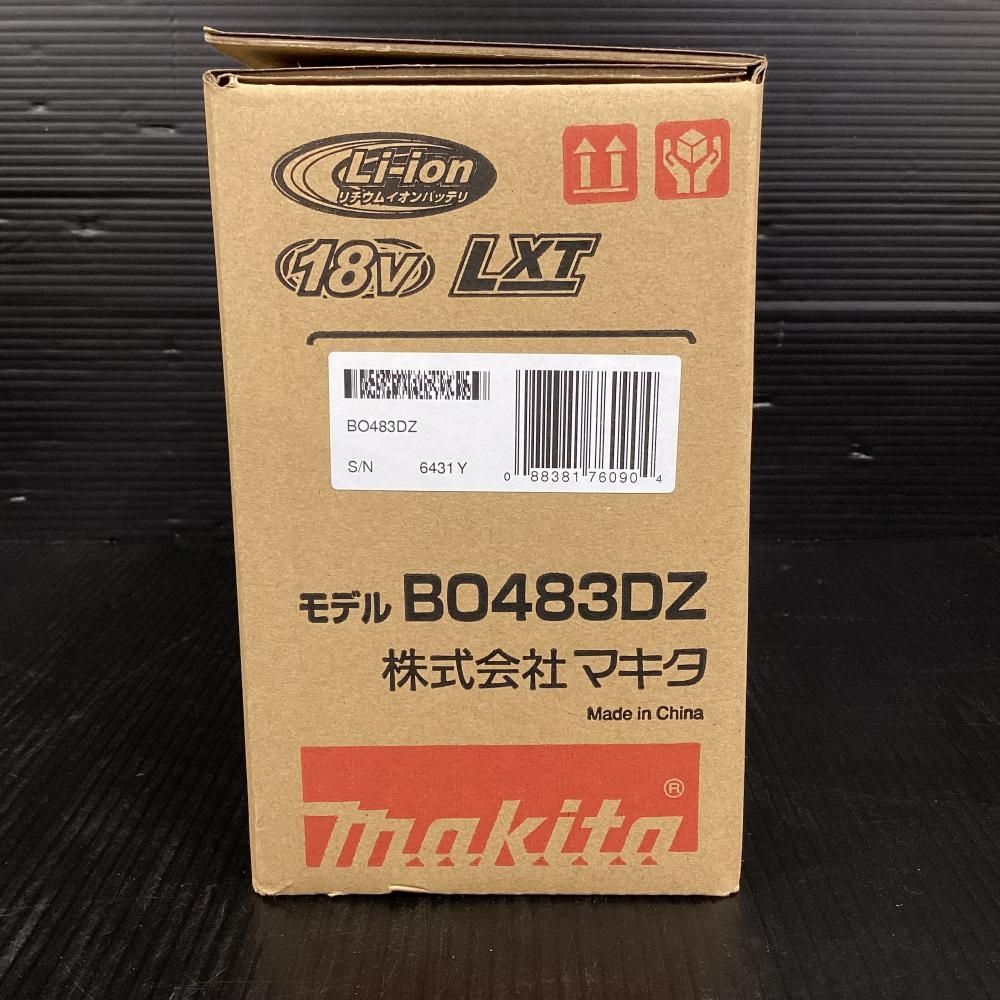 Li-ion
リチウムイオンバッテリ
18V LXT
BO483DZ
S/N 6431 Y
0 88381 76090 4
モデル BO483DZ
株式会社 マキタ
Made in China
makita ®